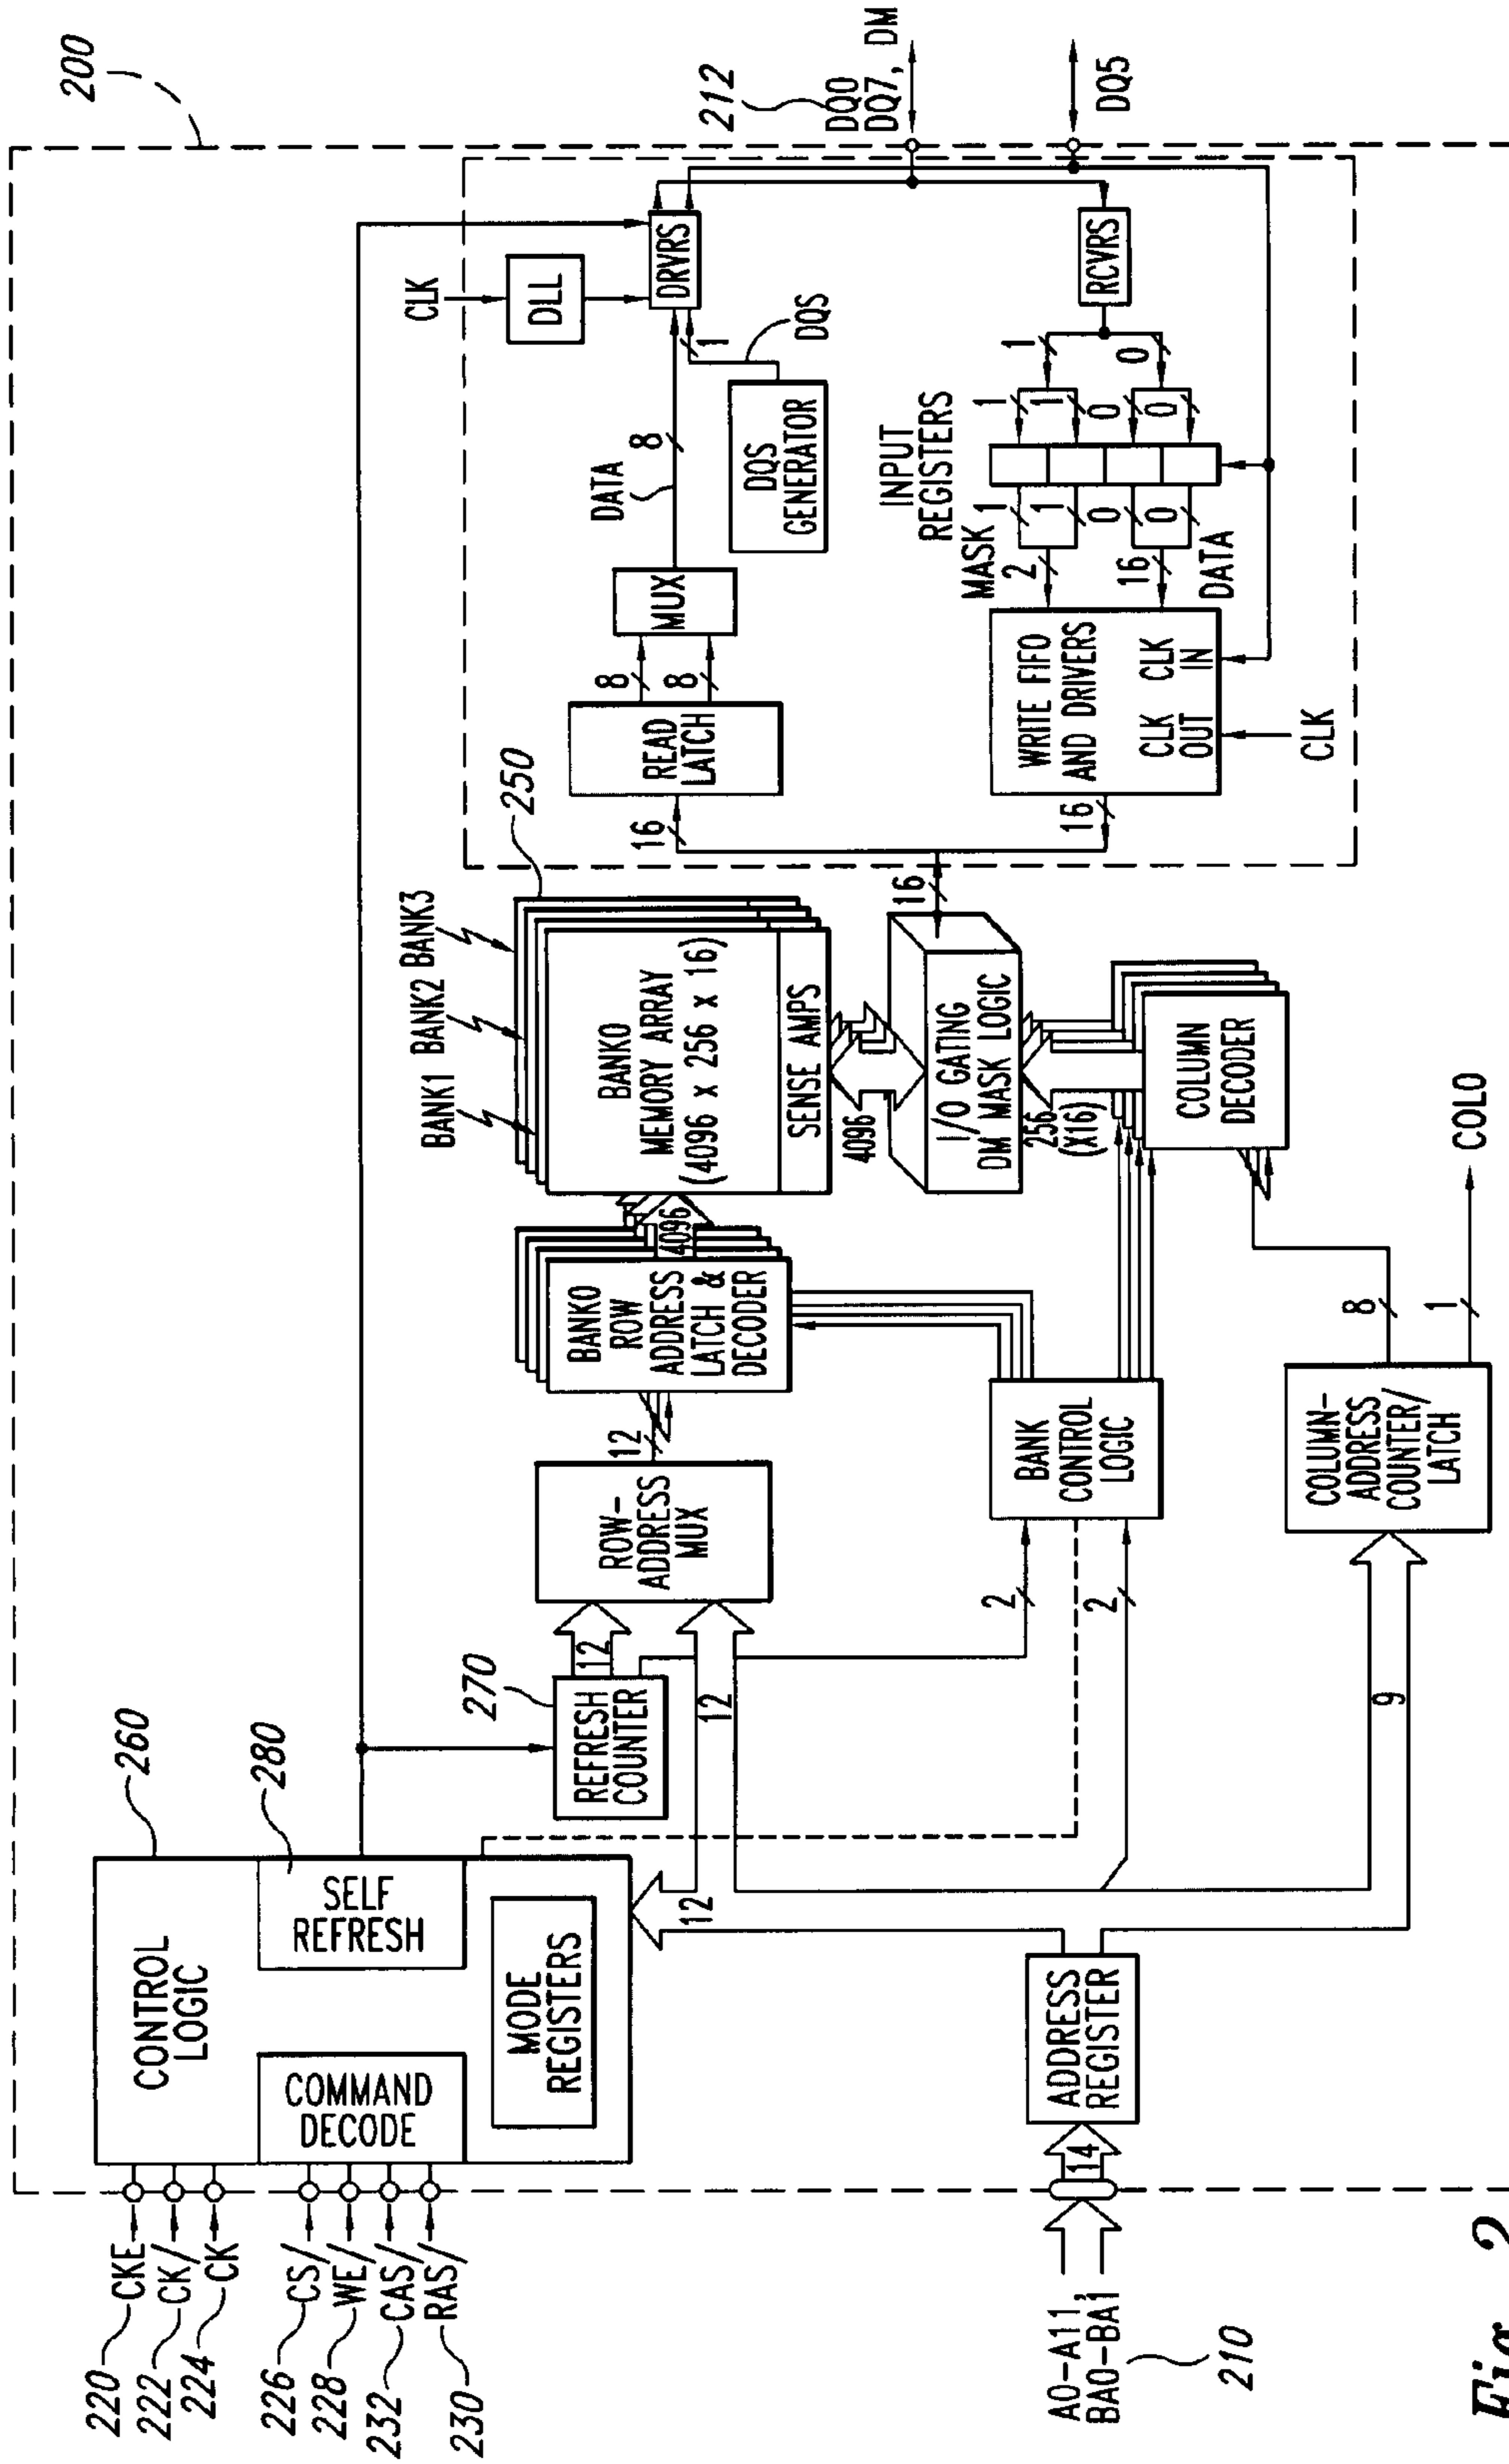 200
220
CKE
222
CK/
224
CK
226
CS/
228
WE/
232
CAS/
230
RAS/
CONTROL
LOGIC
260
COMMAND
DECODE
SELF
REFRESH
280
MODE
REGISTERS
12
REFRESH
COUNTER
270
12
12
ROW-
ADDRESS
MUX
12
BANK0
ROW
ADDRESS
LATCH &
DECODER
4096
BANK1
BANK2
BANK3
250
BANK0
MEMORY ARRAY
(4096 x 256 x 16)
SENSE AMPS
4096
I/O GATING
DM MASK LOGIC
16
256
(X16)
COLUMN
DECODER
2
2
BANK
CONTROL
LOGIC
A0-A11,
BA0-BA1
210
14
ADDRESS
REGISTER
9
COLUMN-
ADDRESS
COUNTER/
LATCH
8
1
COL0
16
READ
LATCH
8
8
MUX
DATA
8
CLK
DLL
DRVRS
1
DQS
DQS
GENERATOR
212
DQ0
DQ7, DM
DQ5
RCVRS
1
0
1
1
0
0
INPUT
REGISTERS
1
1
0
0
MASK
2
16
DATA
WRITE FIFO
AND DRIVERS
CLK
OUT
CLK
IN
16
CLK
Fig. 2